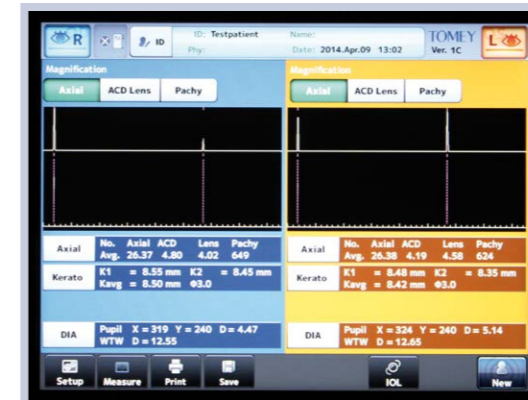 R
ID
ID: Testpatient
Phy:
Name:
Date: 2014.Apr.09 13:02
TOMEY
Ver. 1C
L
Magnification
Axial ACD Lens Pachy
Axial
No. Axial ACD Lens Pachy
Avg. 26.37 4.80 4.02 649
Kerato
K1 = 8.55 mm K2 = 8.45 mm
Kavg = 8.50 mm Φ3.0
DIA
Pupil X = 319 Y = 240 D = 4.47
WTW D = 12.55
Magnification
Axial ACD Lens Pachy
Axial
No. Axial ACD Lens Pachy
Avg. 26.38 4.19 4.58 624
Kerato
K1 = 8.48 mm K2 = 8.35 mm
Kavg = 8.42 mm Φ3.0
DIA
Pupil X = 324 Y = 240 D = 5.14
WTW D = 12.65
Setup Measure Print Save IOL New